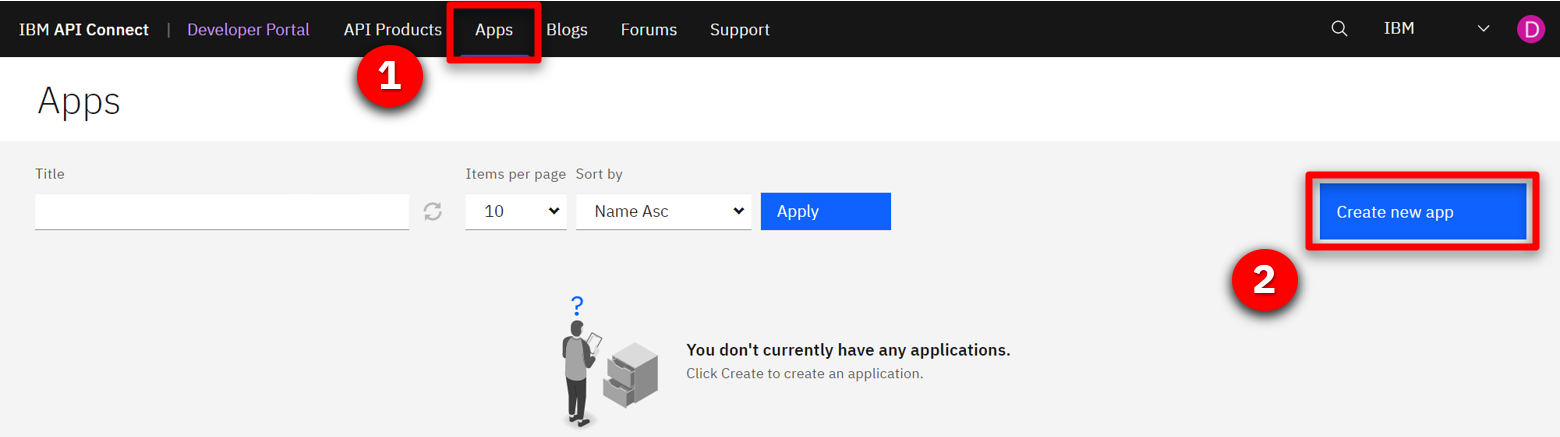 IBM API Connect | Developer Portal API Products Apps Blogs Forums Support IBM D
1
Apps
Title Items per page Sort by
10 Name Asc Apply Create new app
2
?
You don't currently have any applications.
Click Create to create an application.